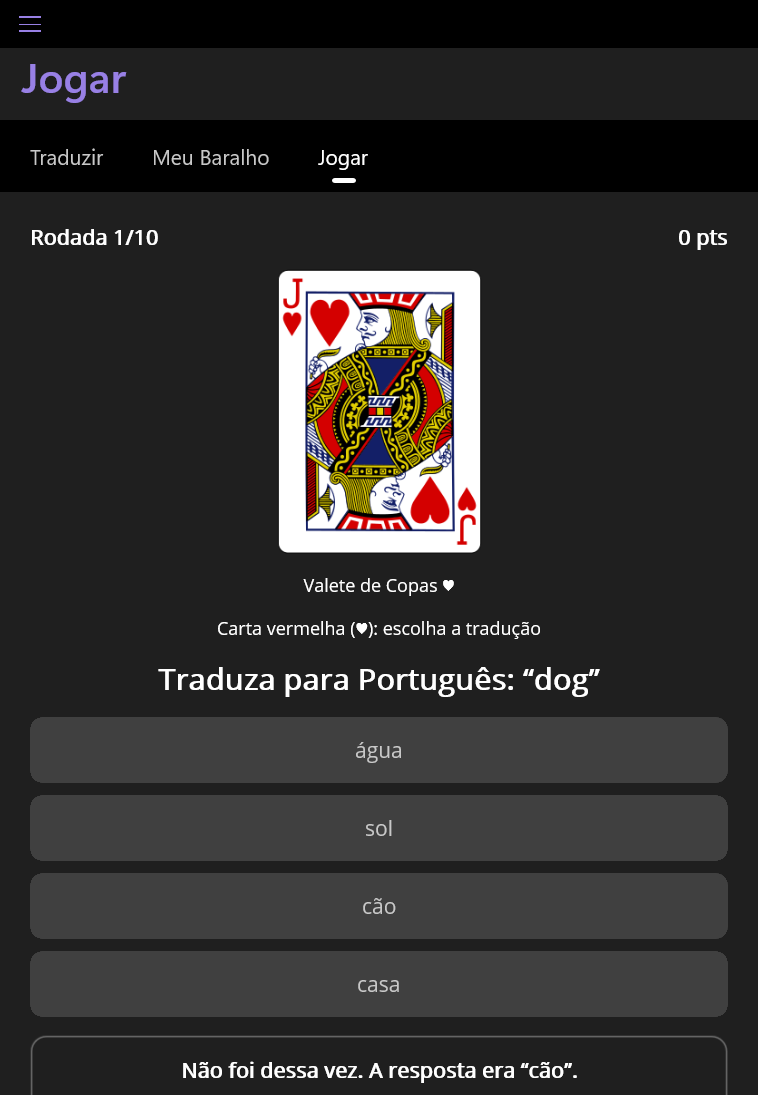 Jogar
Traduzir
Meu Baralho
Jogar
Rodada 1/10
0 pts
J
J
Valete de Copas ♥
Carta vermelha (♥): escolha a tradução
Traduza para Português: “dog”
água
sol
cão
casa
Não foi dessa vez. A resposta era “cão”.